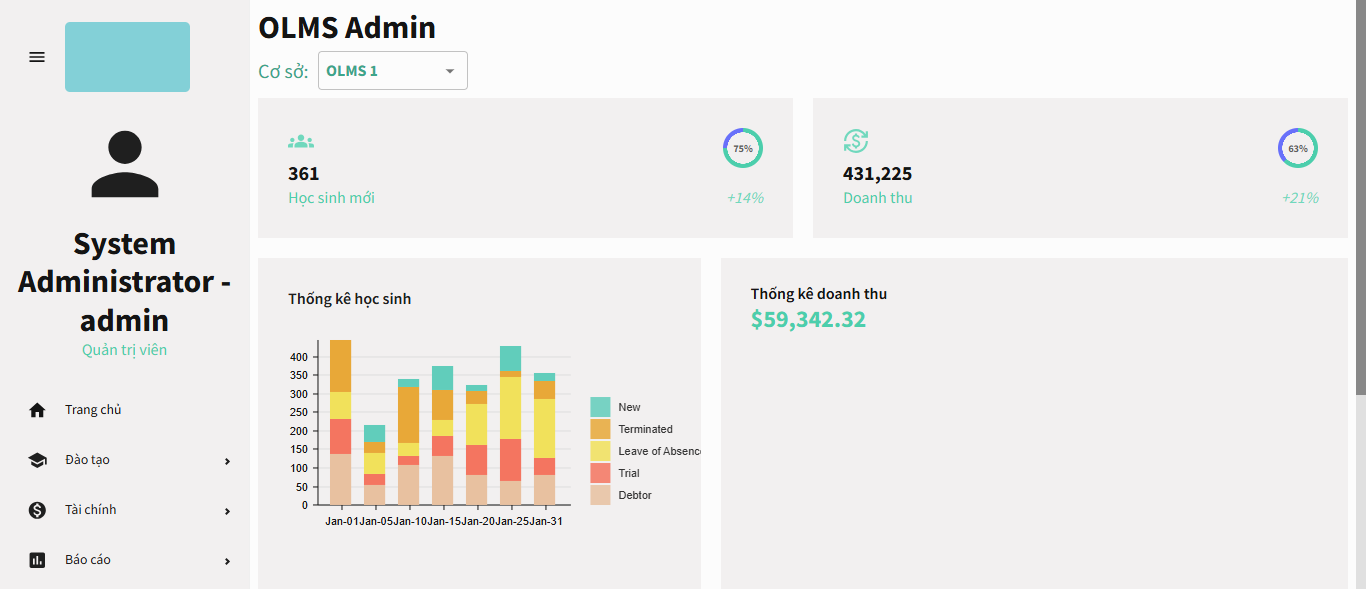 System
Administrator -
admin
Quản trị viên
Trang chủ
Đào tạo
Tài chính
Báo cáo
OLMS Admin
Cơ sở: OLMS 1
361
Học sinh mới
75%
+14%
431,225
Doanh thu
63%
+21%
Thống kê học sinh
400
350
300
250
200
150
100
50
0
Jan-01 Jan-05 Jan-10 Jan-15 Jan-20 Jan-25 Jan-31
New
Terminated
Leave of Absenc
Trial
Debtor
Thống kê doanh thu
$59,342.32